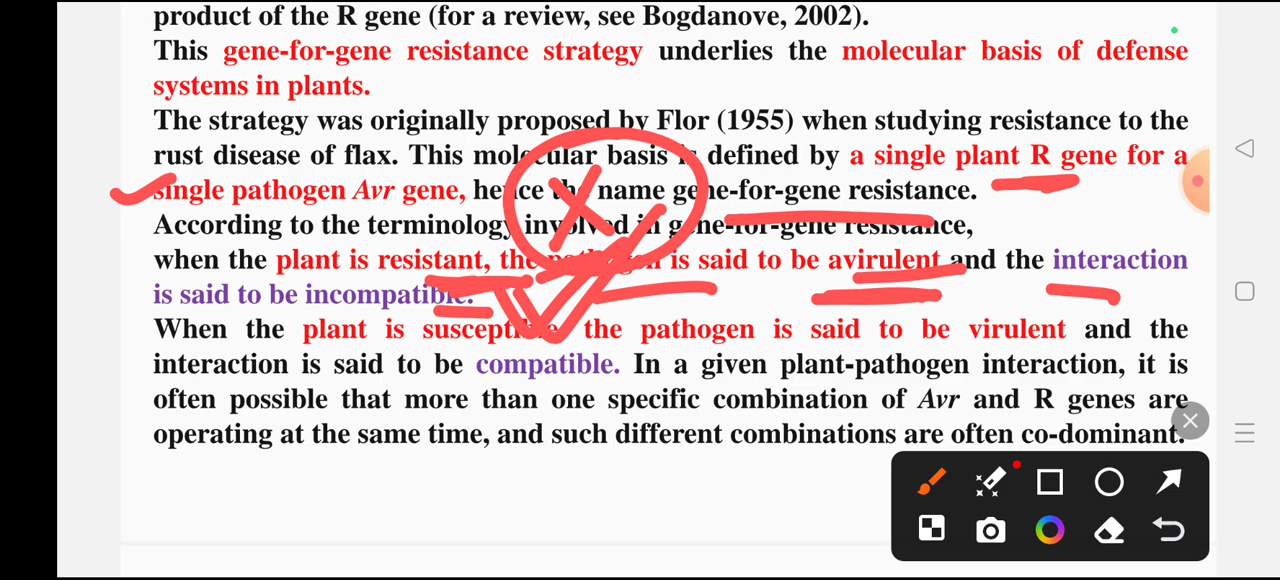 product of the R gene (for a review, see Bogdanove, 2002).
This gene-for-gene resistance strategy underlies the molecular basis of defense
systems in plants.
The strategy was originally proposed by Flor (1955) when studying resistance to the
rust disease of flax. This molecular basis is defined by a single plant R gene for a
single pathogen Avr gene, hence the name gene-for-gene resistance.
According to the terminology involved in gene-for-gene resistance,
when the plant is resistant, the pathogen is said to be avirulent and the interaction
is said to be incompatible.
When the plant is susceptible, the pathogen is said to be virulent and the
interaction is said to be compatible. In a given plant-pathogen interaction, it is
often possible that more than one specific combination of Avr and R genes are
operating at the same time, and such different combinations are often co-dominant.